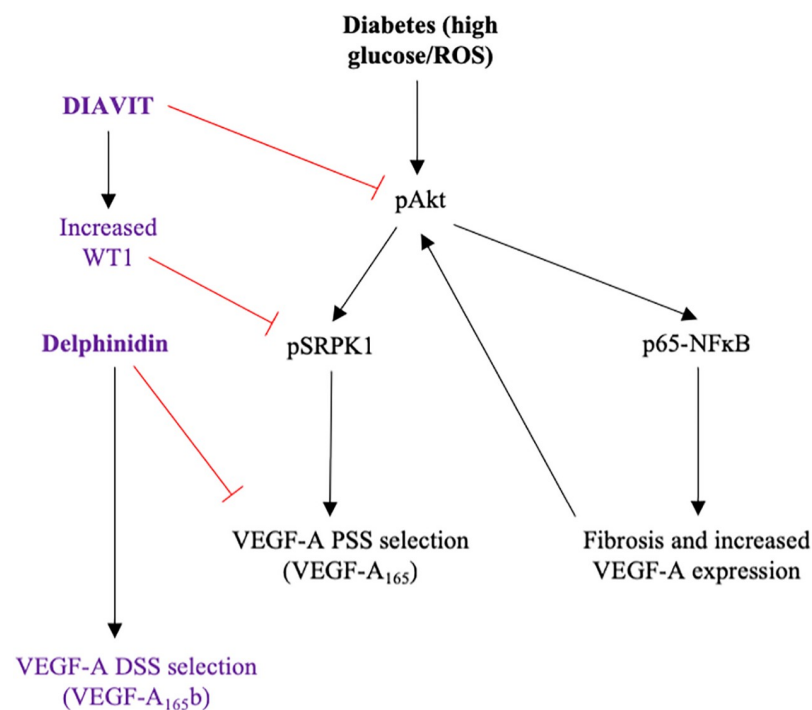 Diabetes (high
glucose/ROS)
DIAVIT
pAkt
Increased
WT1
Delphinidin
pSRPK1
p65-NFκB
VEGF-A PSS selection
(VEGF-A₁₆₅)
Fibrosis and increased
VEGF-A expression
VEGF-A DSS selection
(VEGF-A₁₆₅b)